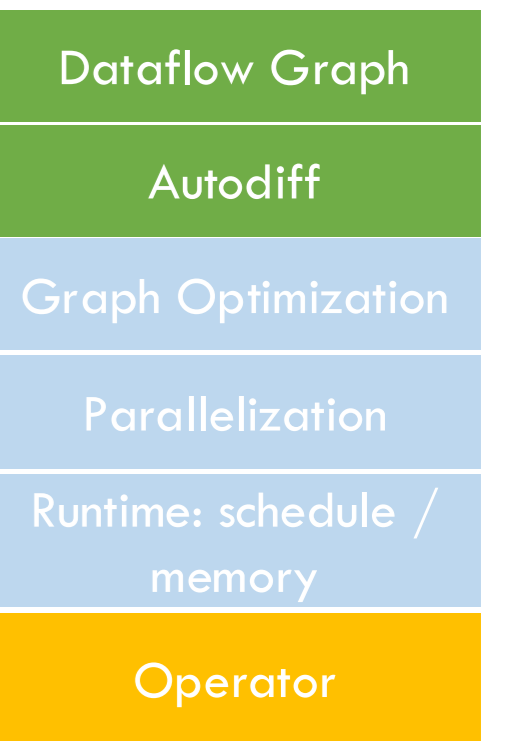 Dataflow Graph
Autodiff
Graph Optimization
Parallelization
Runtime: schedule /
memory
Operator